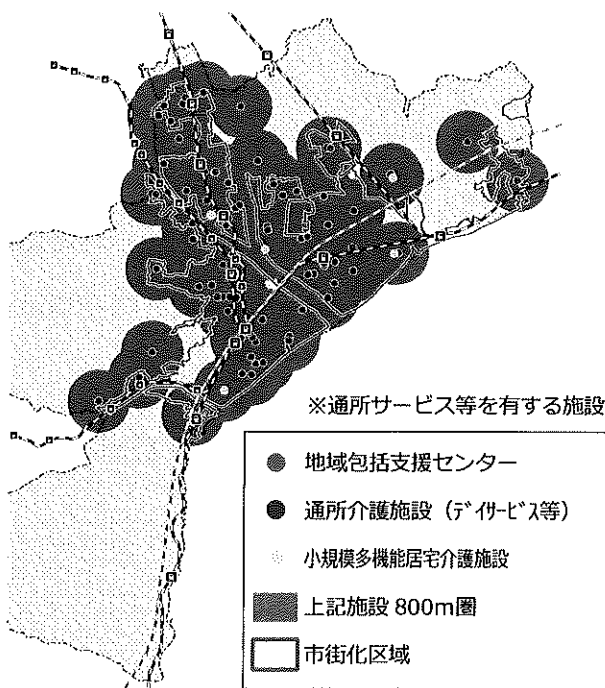 ※通所サービス等を有する施設
地域包括支援センター
通所介護施設（デイサービス等）
小規模多機能居宅介護施設
上記施設 800m圏
市街化区域